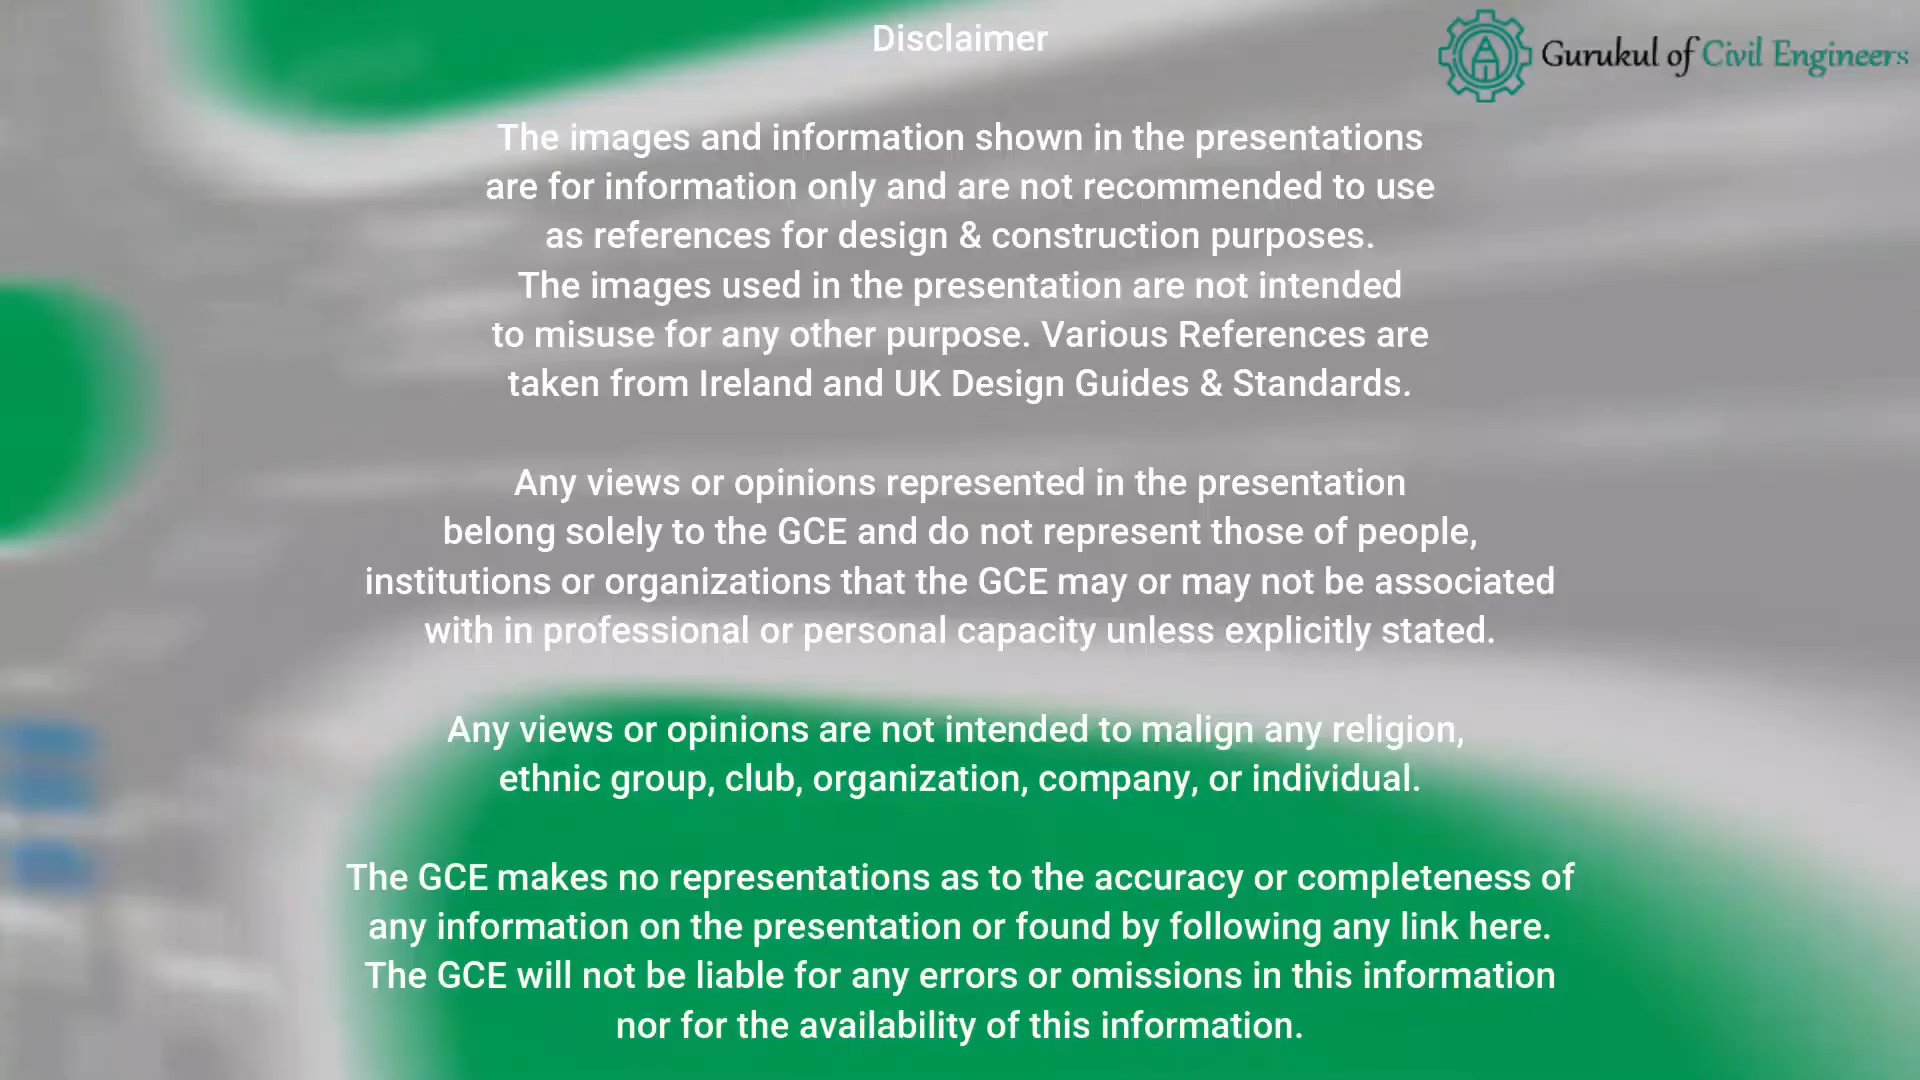 Disclaimer
Gurukul of Civil Engineers
The images and information shown in the presentations
are for information only and are not recommended to use
as references for design & construction purposes.
The images used in the presentation are not intended
to misuse for any other purpose. Various References are
taken from Ireland and UK Design Guides & Standards.
Any views or opinions represented in the presentation
belong solely to the GCE and do not represent those of people,
institutions or organizations that the GCE may or may not be associated
with in professional or personal capacity unless explicitly stated.
Any views or opinions are not intended to malign any religion,
ethnic group, club, organization, company, or individual.
The GCE makes no representations as to the accuracy or completeness of
any information on the presentation or found by following any link here.
The GCE will not be liable for any errors or omissions in this information
nor for the availability of this information.